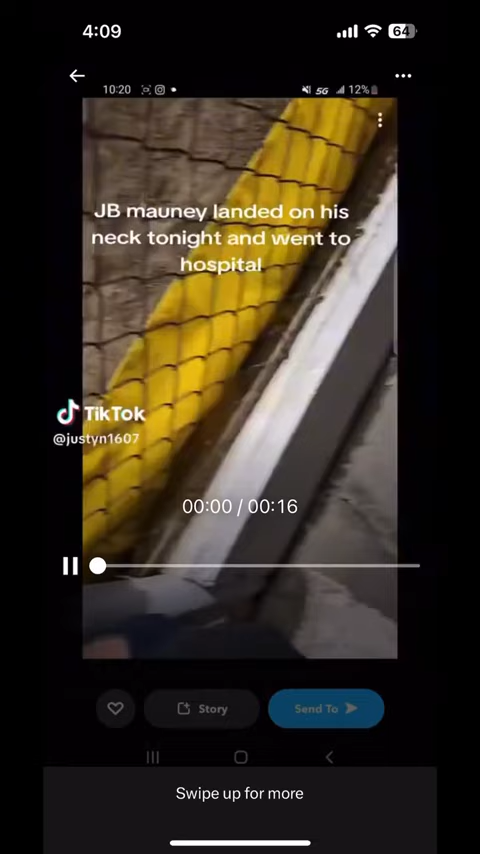 4:09
64
10:20
5G
12%
JB mauney landed on his
neck tonight and went to
hospital
TikTok
@justyn1607
00:00 / 00:16
Story
Send To
Swipe up for more